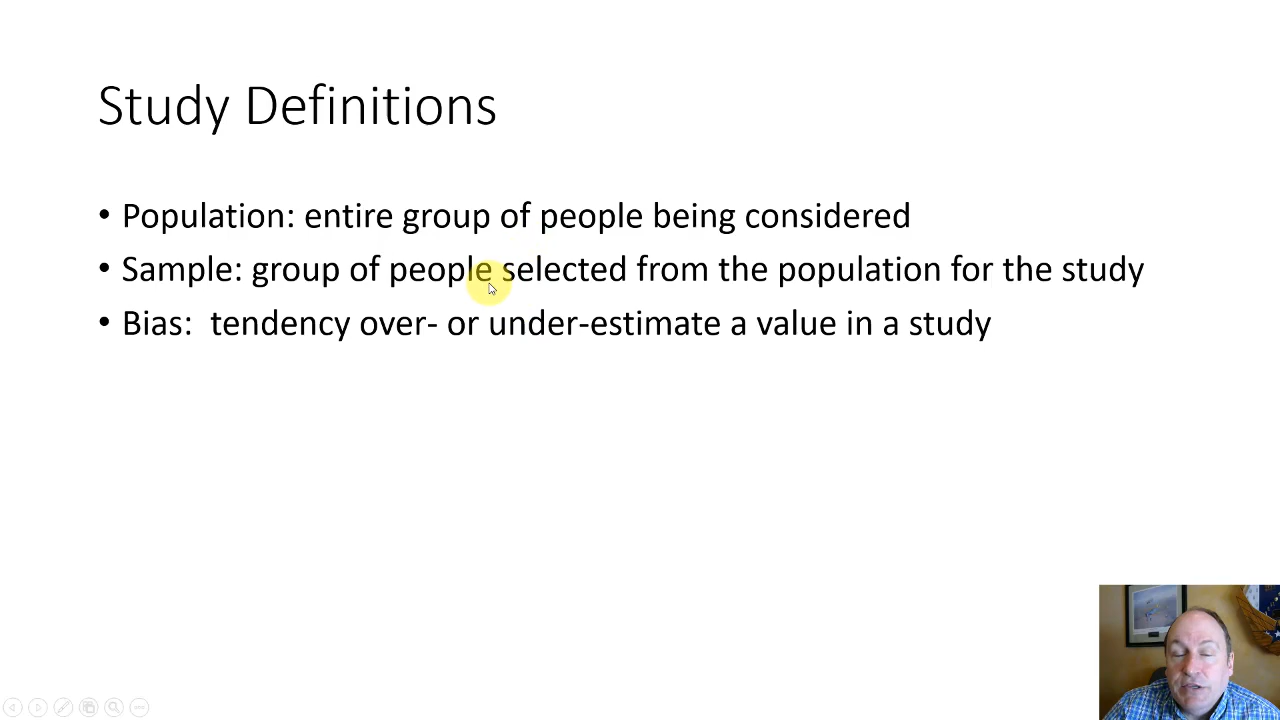 Study Definitions
• Population: entire group of people being considered
• Sample: group of people selected from the population for the study
• Bias:  tendency over- or under-estimate a value in a study